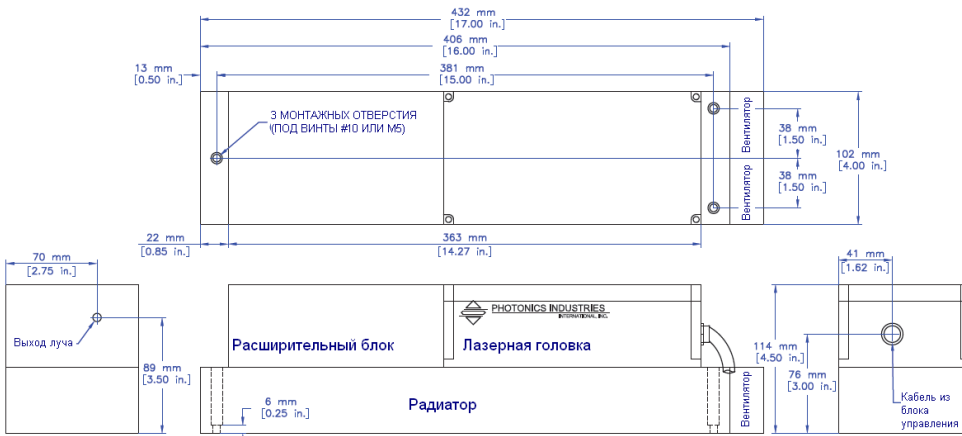 432 mm
[17.00 in.]
406 mm
[16.00 in.]
13 mm
[0.50 in.]
381 mm
[15.00 in.]
3 МОНТАЖНЫХ ОТВЕРСТИЯ
(ПОД ВИНТЫ #10 ИЛИ М5)
Вентилятор
38 mm
[1.50 in.]
102 mm
[4.00 in.]
38 mm
[1.50 in.]
Вентилятор
22 mm
[0.85 in.]
363 mm
[14.27 in.]
70 mm
[2.75 in.]
41 mm
[1.62 in.]
PHOTONICS INDUSTRIES
INTERNATIONAL, INC.
Выход луча
Расширительный блок
Лазерная головка
114 mm
[4.50 in.]
89 mm
[3.50 in.]
76 mm
[3.00 in.]
6 mm
[0.25 in.]
Радиатор
Вентилятор
Кабель из
блока
управления